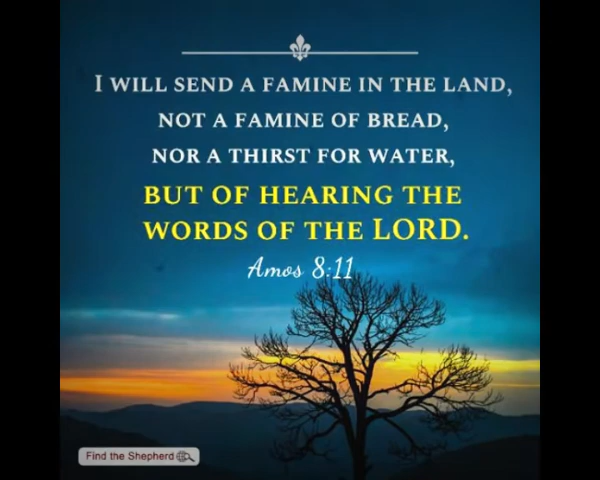 I WILL SEND A FAMINE IN THE LAND,
NOT A FAMINE OF BREAD,
NOR A THIRST FOR WATER,
BUT OF HEARING THE
WORDS OF THE LORD.
Amos 8:11
Find the Shepherd